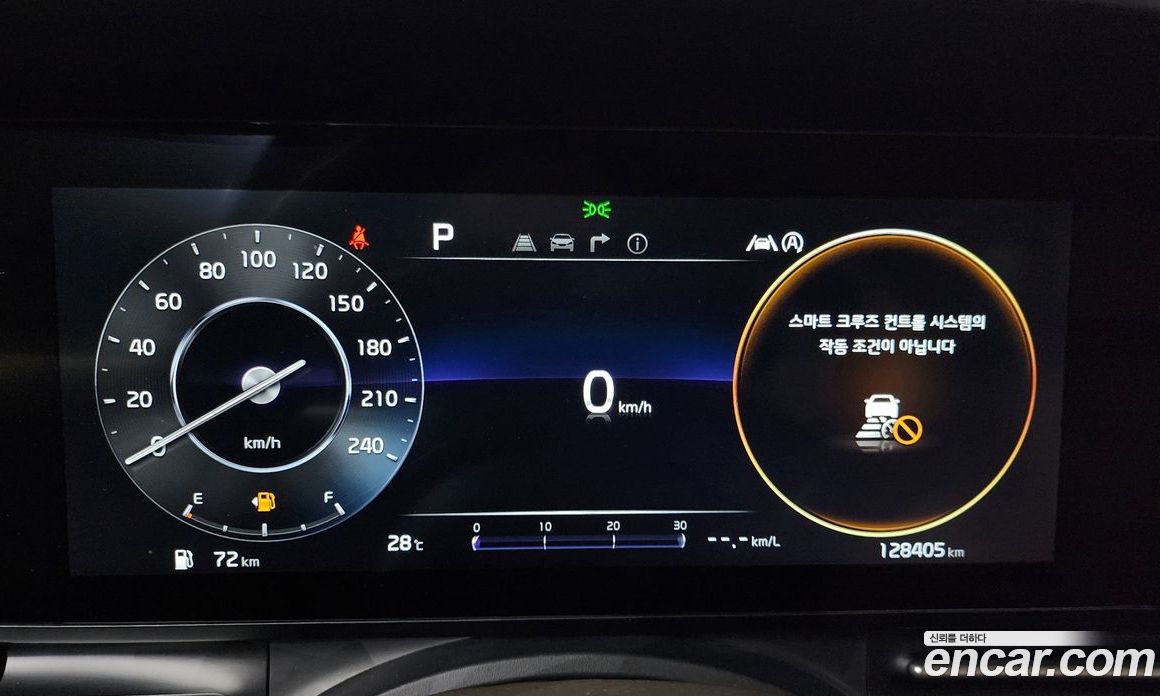 P
100
80 120
60 150
40 180
20 210
0 240
km/h
E F
72 km
0 km/h
28℃
0 10 20 30
--.- km/L
A
i
스마트 크루즈 컨트롤 시스템의
작동 조건이 아닙니다
128405 km
신뢰를 더하다
encar.com